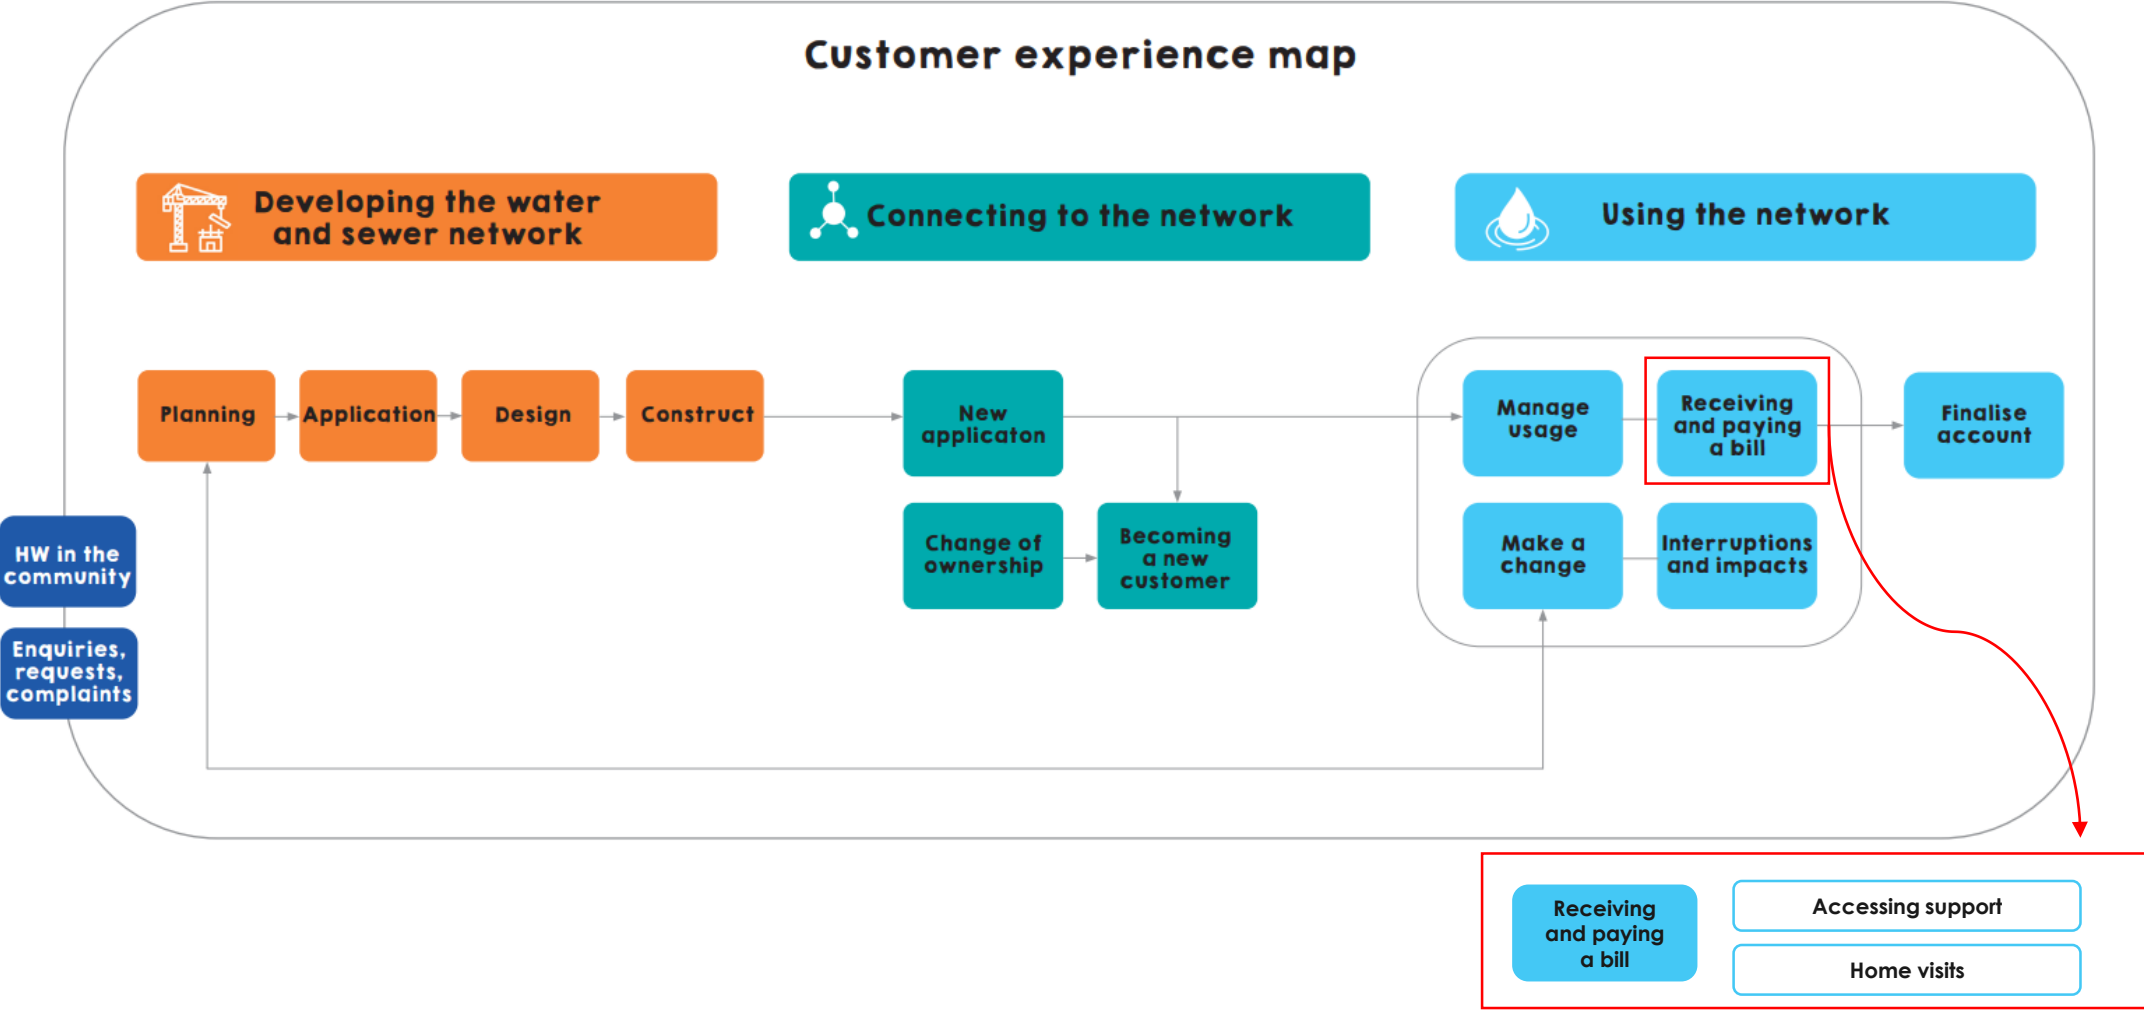 Customer experience map
Developing the water
and sewer network
Connecting to the network
Using the network
Planning
Application
Design
Construct
New
applicaton
Manage
usage
Receiving
and paying
a bill
Finalise
account
Change of
ownership
Becoming
a new
customer
Make a
change
Interruptions
and impacts
HW in the
community
Enquiries,
requests,
complaints
Receiving
and paying
a bill
Accessing support
Home visits